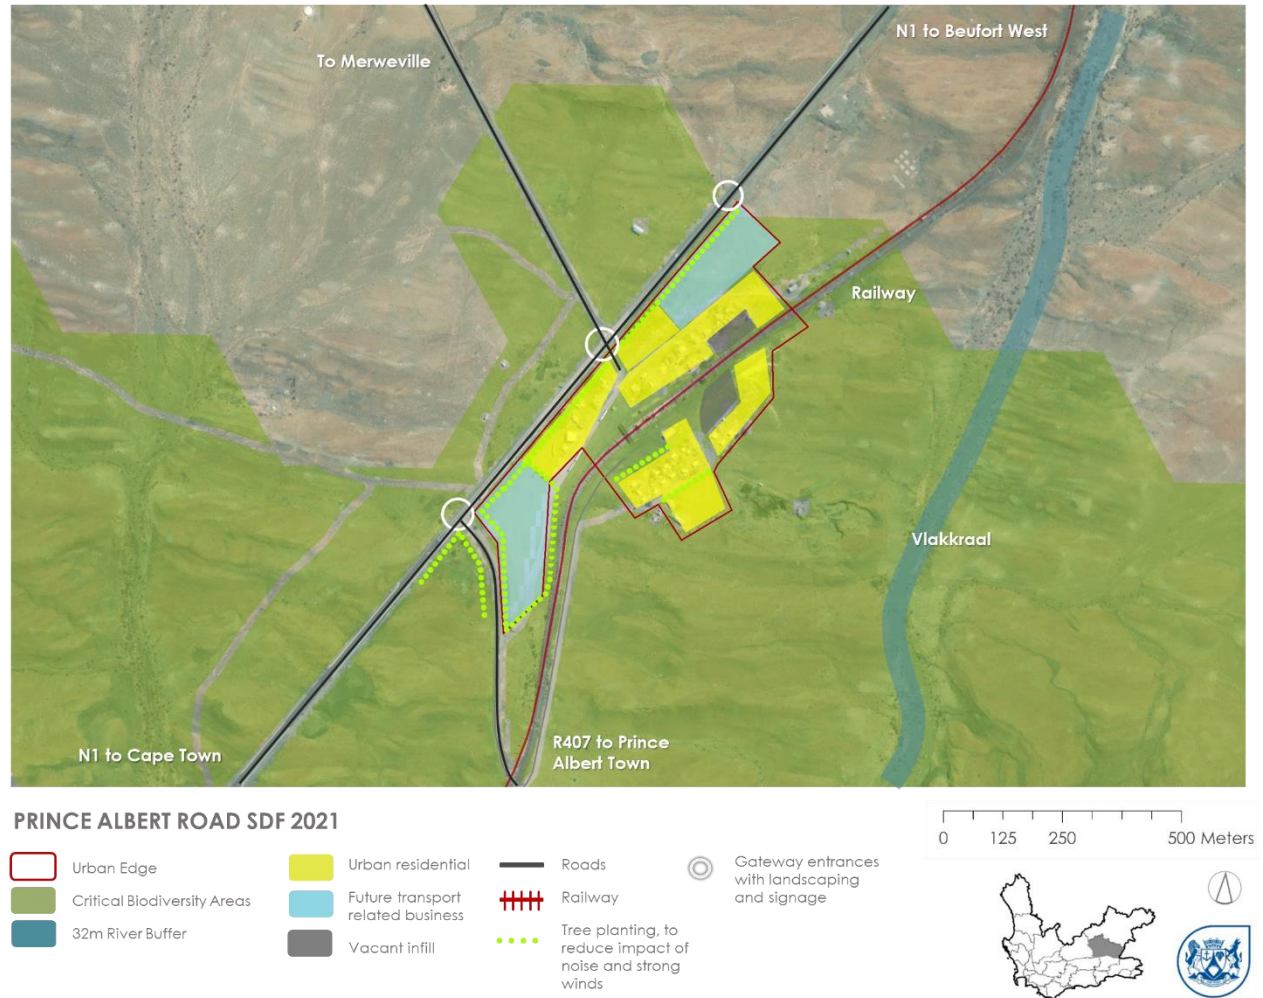 N1 to Beufort West
To Merweville
Railway
Vlakkraal
N1 to Cape Town
R407 to Prince
Albert Town
PRINCE ALBERT ROAD SDF 2021
0 125 250 500 Meters
Urban Edge
Critical Biodiversity Areas
32m River Buffer
Urban residential
Future transport
related business
Vacant infill
Roads
Railway
Tree planting, to
reduce impact of
noise and strong
winds
Gateway entrances
with landscaping
and signage